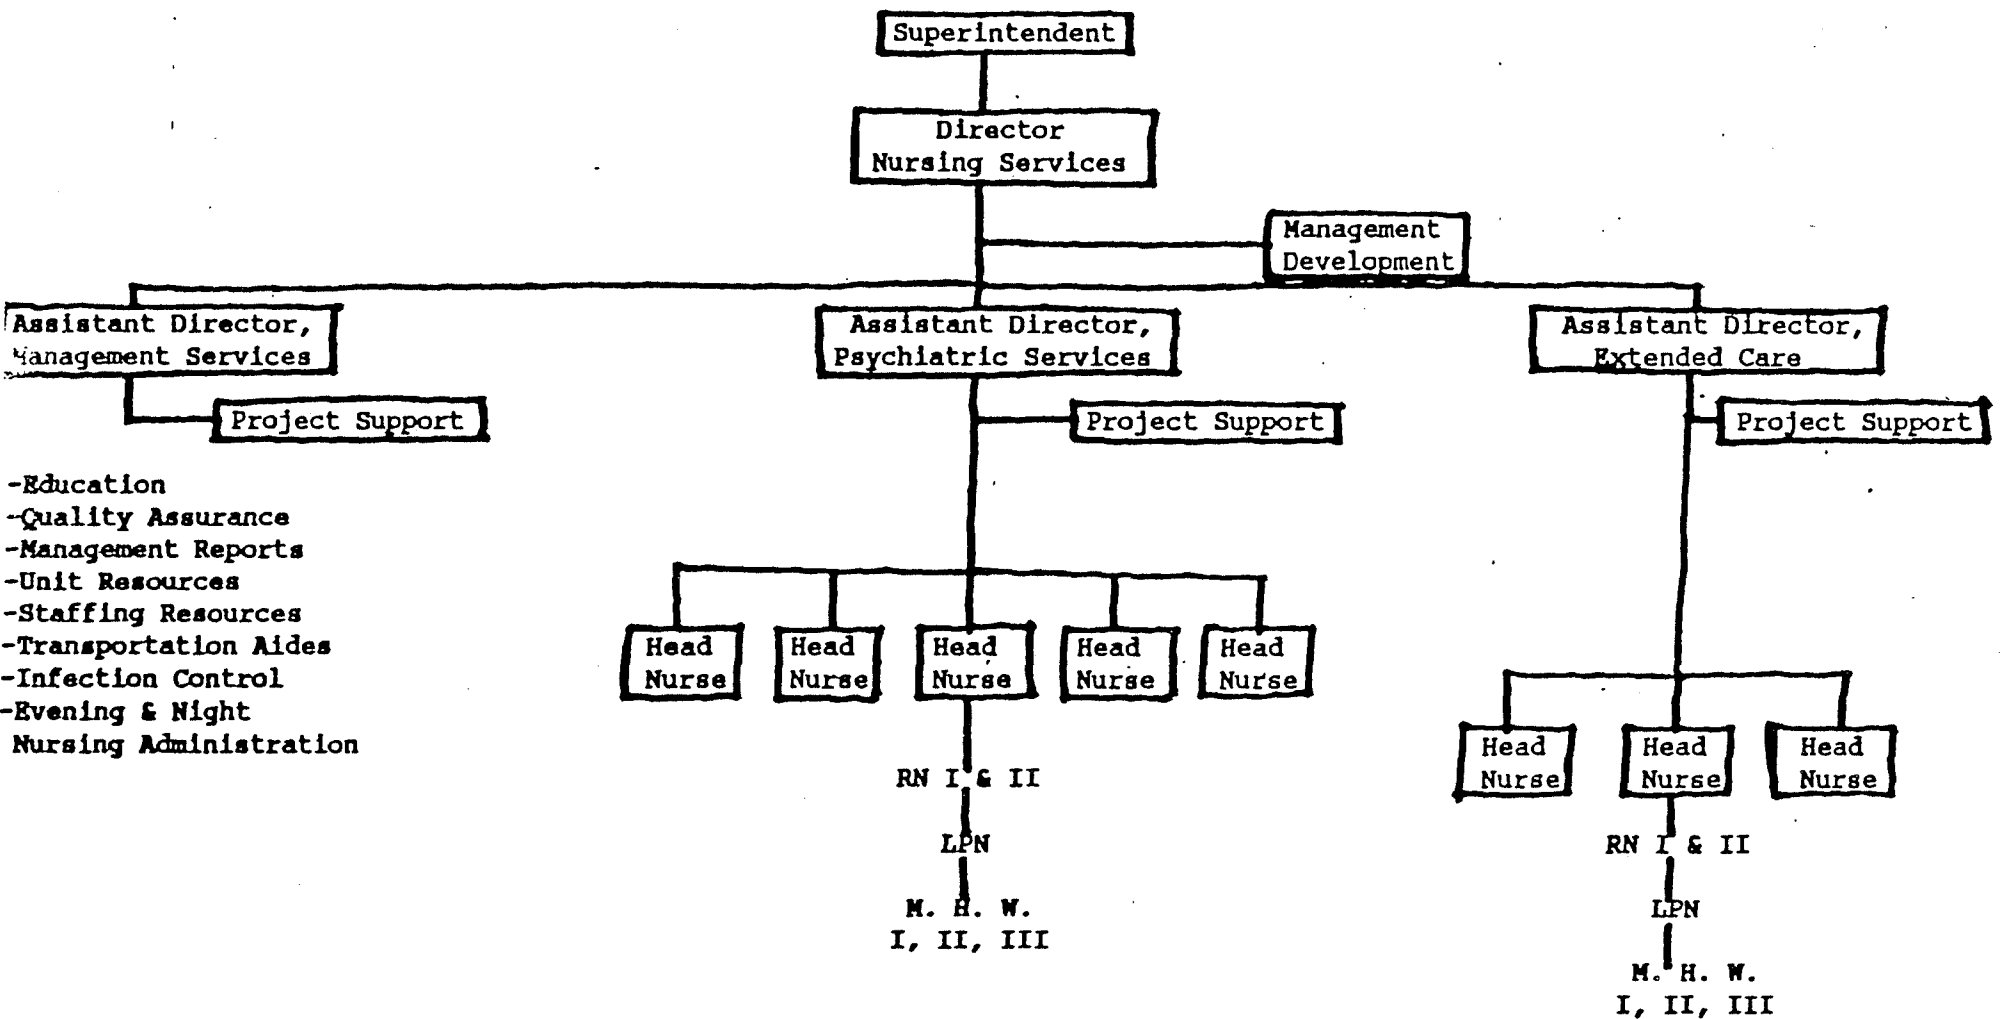 Superintendent
Director
Nursing Services
Management
Development
Assistant Director,
Management Services
Assistant Director,
Psychiatric Services
Assistant Director,
Extended Care
Project Support
Project Support
Project Support
-Education
-Quality Assurance
-Management Reports
-Unit Resources
-Staffing Resources
-Transportation Aides
-Infection Control
-Evening & Night
Nursing Administration
Head
Nurse
Head
Nurse
Head
Nurse
Head
Nurse
Head
Nurse
RN I & II
LPN
M. H. W.
I, II, III
Head
Nurse
Head
Nurse
Head
Nurse
RN I & II
LPN
M. H. W.
I, II, III